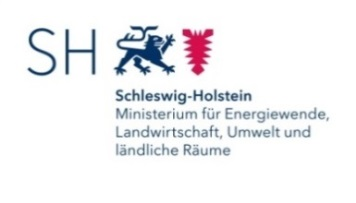 SH
Schleswig-Holstein
Ministerium für Energiewende,
Landwirtschaft, Umwelt und
ländliche Räume